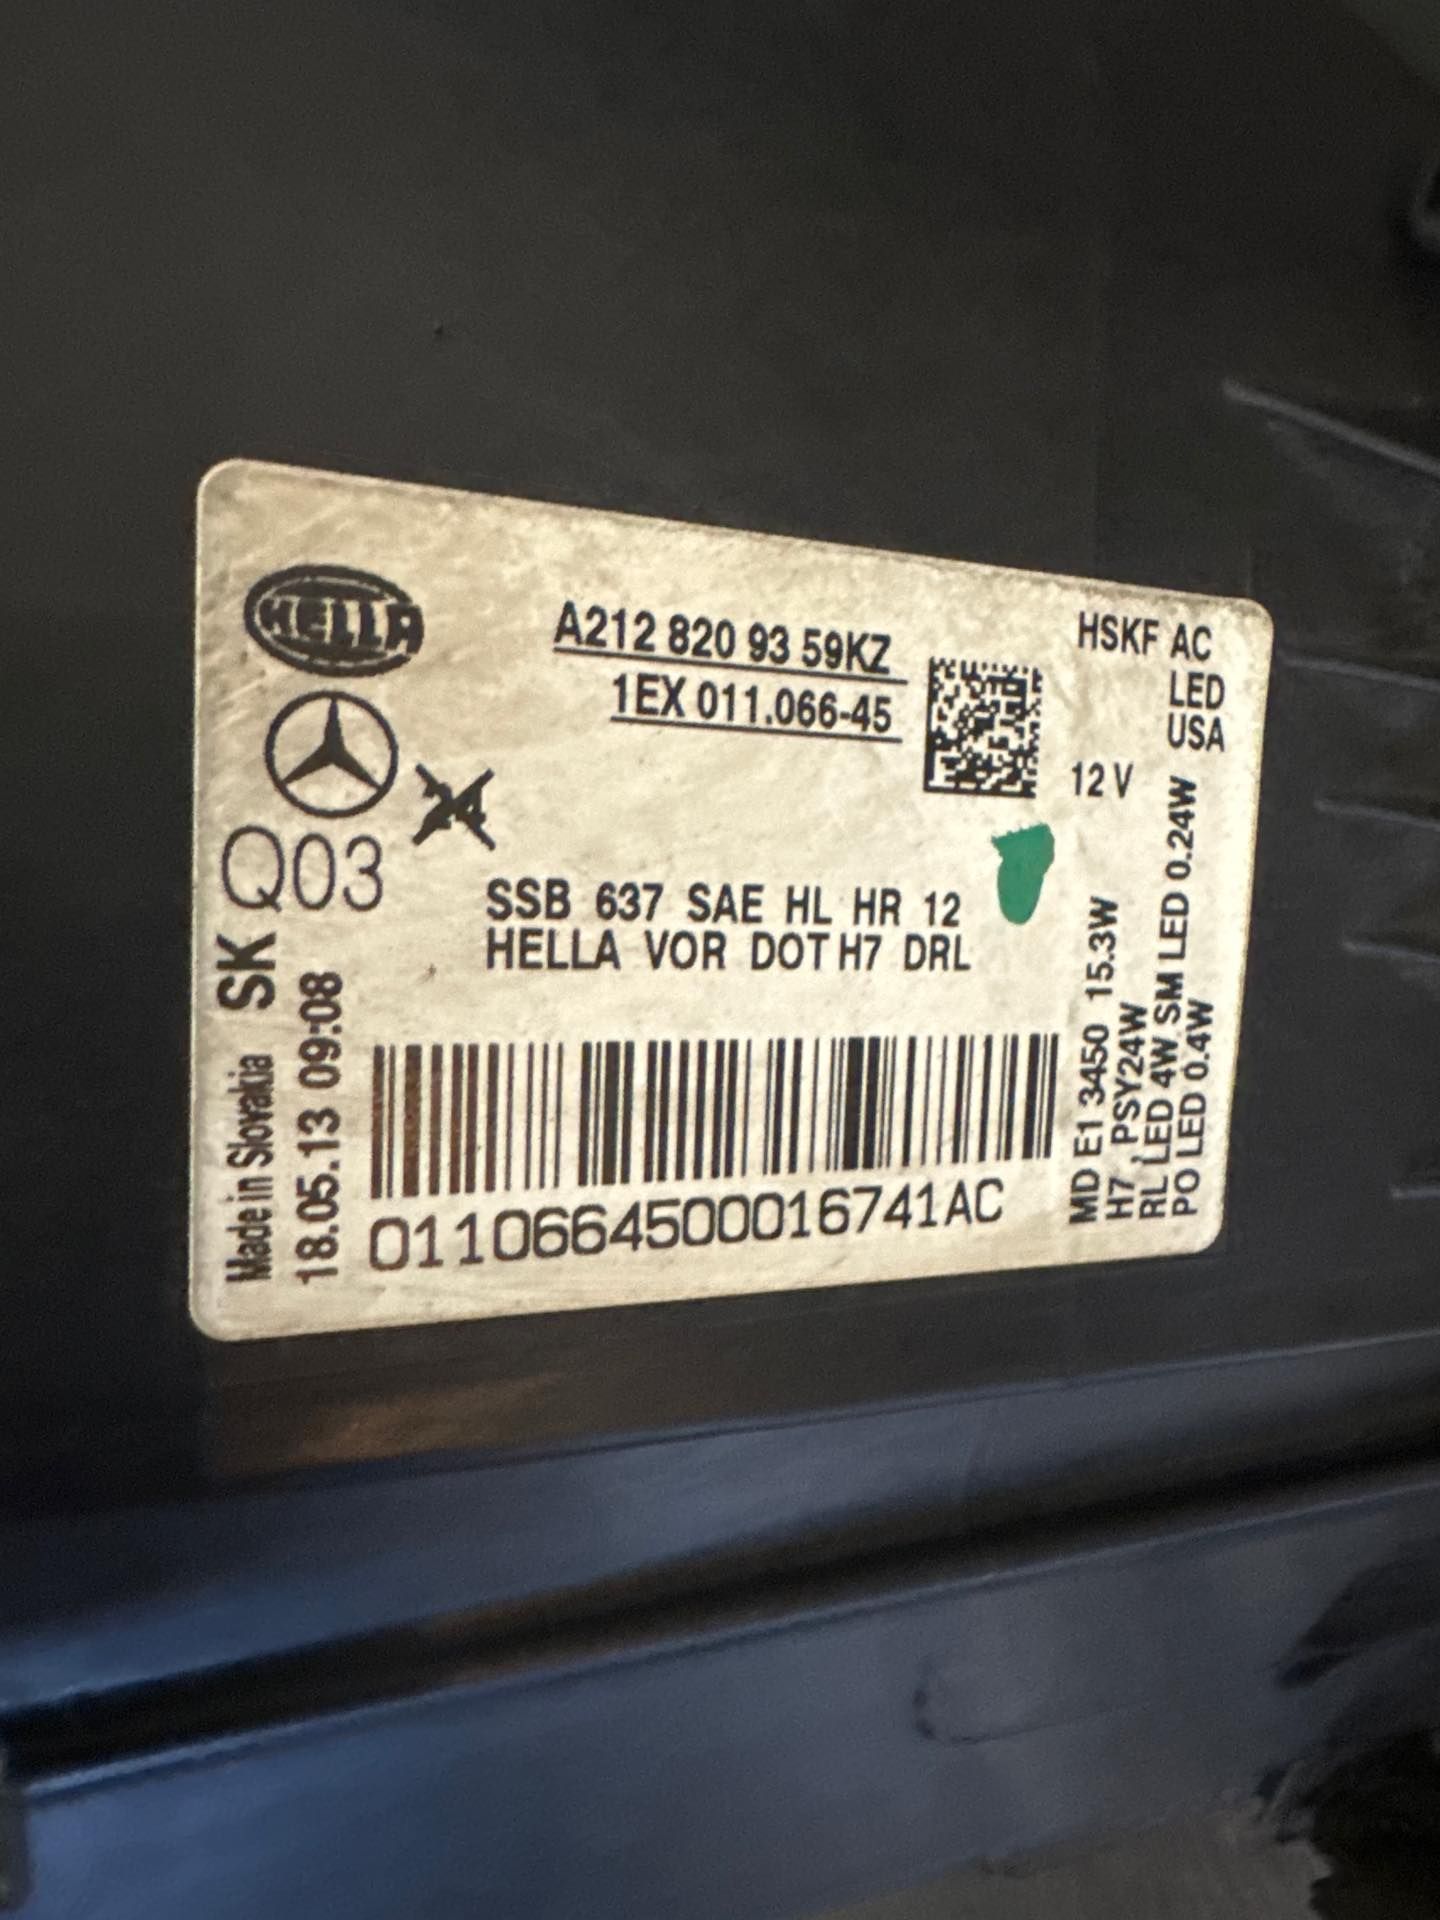 HELLA
A212 820 93 59KZ
1EX 011.066-45
HSKF AC
LED
USA
12 V
Q03
SSB 637 SAE HL HR 12
HELLA VOR DOT H7 DRL
Made in Slovakia SK
18.05.13 09:08
0110664500016741AC
MD E1 3450 15.3W
H7, PSY24W
RL LED 4W, SM LED 0.24W
PO LED 0.4W